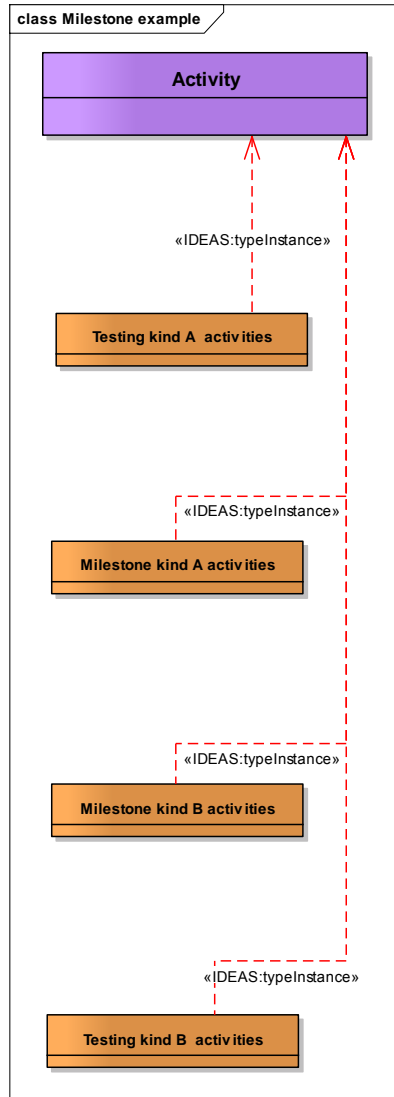 class Milestone example
Activity
«IDEAS:typeInstance»
Testing kind A  activities
«IDEAS:typeInstance»
Milestone kind A activities
«IDEAS:typeInstance»
Milestone kind B activities
«IDEAS:typeInstance»
Testing kind B  activities